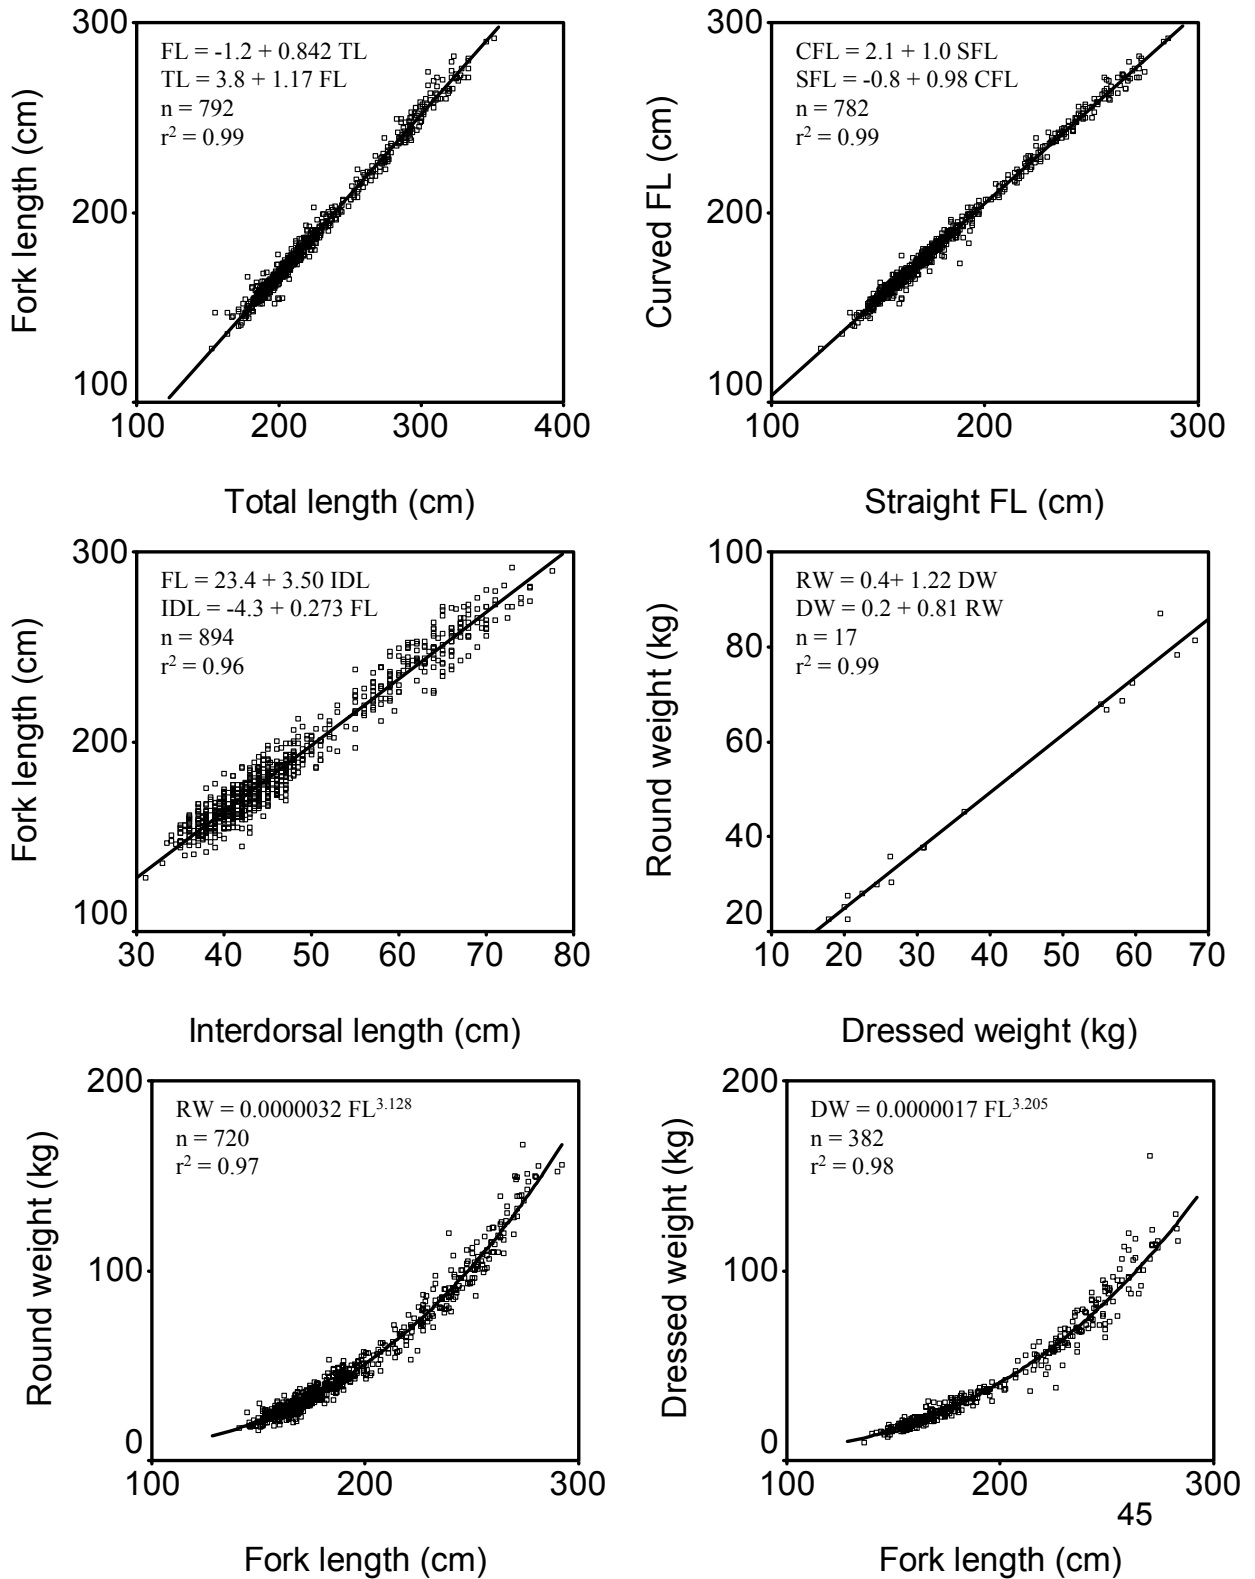 300
FL = -1.2 + 0.842 TL
TL = 3.8 + 1.17 FL
n = 792
r² = 0.99
200
100
100 200 300 400
Fork length (cm)
Total length (cm)
300
CFL = 2.1 + 1.0 SFL
SFL = -0.8 + 0.98 CFL
n = 782
r² = 0.99
200
100
100 200 300
Curved FL (cm)
Straight FL (cm)
300
FL = 23.4 + 3.50 IDL
IDL = -4.3 + 0.273 FL
n = 894
r² = 0.96
200
100
30 40 50 60 70 80
Fork length (cm)
Interdorsal length (cm)
100
RW = 0.4+ 1.22 DW
DW = 0.2 + 0.81 RW
n = 17
r² = 0.99
80
60
40
20
10 20 30 40 50 60 70
Round weight (kg)
Dressed weight (kg)
200
RW = 0.0000032 FL³·¹²⁸
n = 720
r² = 0.97
100
0
100 200 300
Round weight (kg)
Fork length (cm)
200
DW = 0.0000017 FL³·²⁰⁵
n = 382
r² = 0.98
100
0
100 200 300
Dressed weight (kg)
45
Fork length (cm)